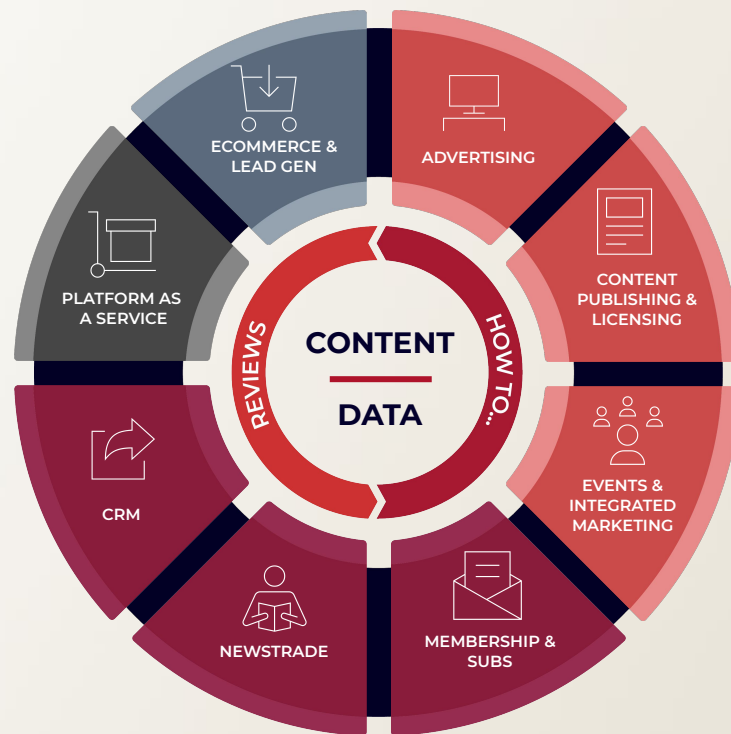 ECOMMERCE &
LEAD GEN
ADVERTISING
CONTENT
PUBLISHING &
LICENSING
EVENTS &
INTEGRATED
MARKETING
MEMBERSHIP &
SUBS
NEWSTRADE
CRM
PLATFORM AS
A SERVICE
REVIEWS
HOW TO...
CONTENT
DATA